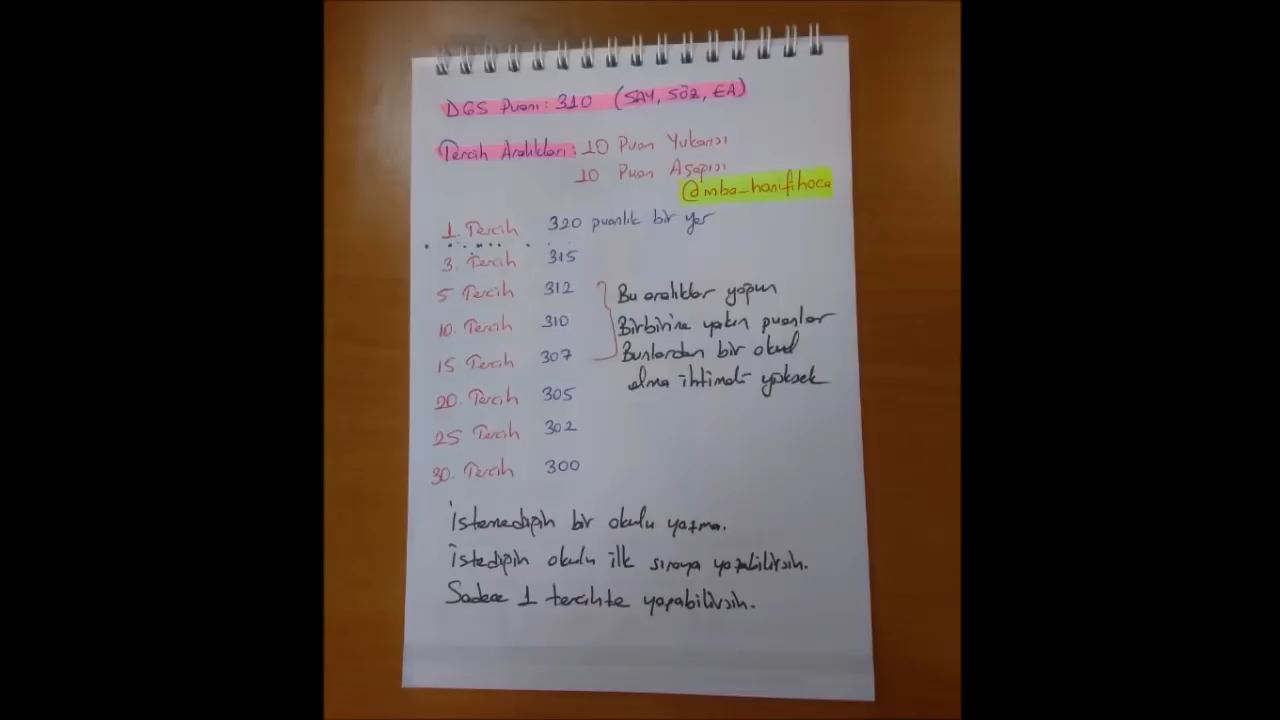 DGS Puanı: 310 (SAY, SÖZ, EA)
Tercih Aralıkları: 10 Puan Yukarısı
10 Puan Aşağısı
@mba_hanifihoca
1. Tercih 320 puanlık bir yer
3. Tercih 315
5 Tercih 312
10. Tercih 310
15 Tercih 307
Bu aralıklar yapın
Birbirine yakın puanlar
Bunlardan bir okul
olma ihtimali yüksek
20. Tercih 305
25 Tercih 302
30. Tercih 300
İstemediğin bir okulu yazma.
İstediğin okulu ilk sıraya yazabilirsin.
Sadece 1 tercihte yapabilirsin.